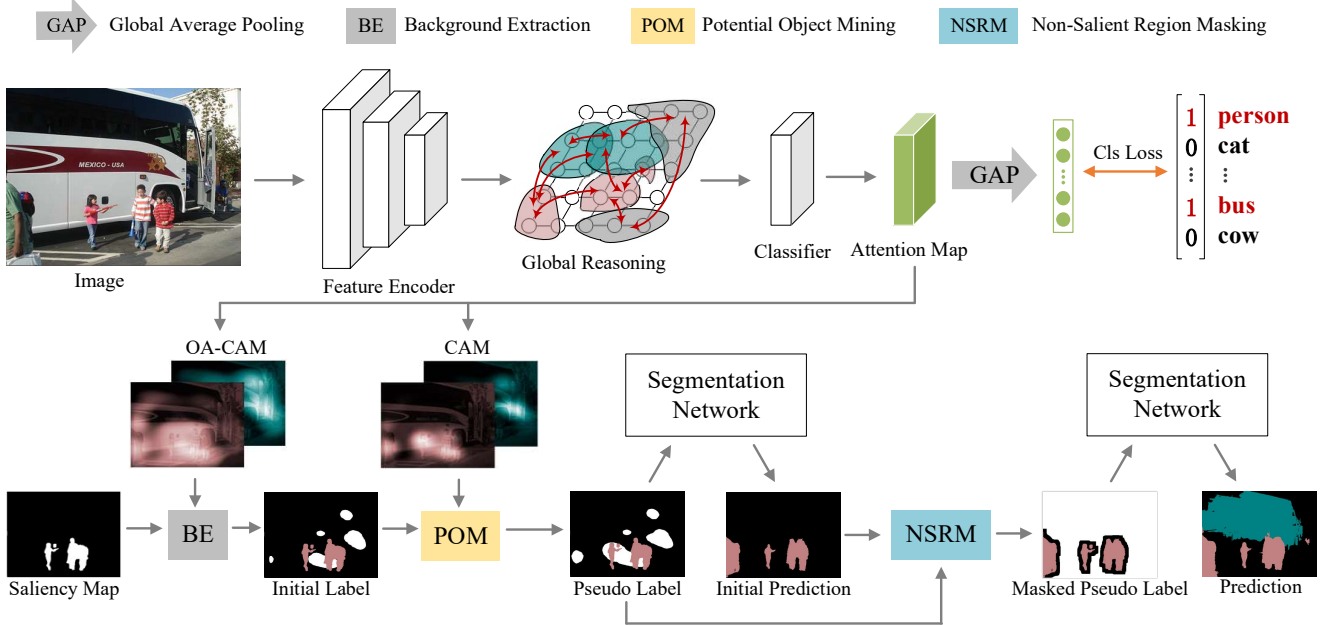 GAP Global Average Pooling BE Background Extraction POM Potential Object Mining NSRM Non-Salient Region Masking
MEXICO - USA
Image
Feature Encoder
Global Reasoning
Classifier
Attention Map
GAP
Cls Loss
1 person
0 cat
⋮ ⋮
1 bus
0 cow
OA-CAM
CAM
Segmentation
Network
Segmentation
Network
BE
POM
NSRM
Saliency Map
Initial Label
Pseudo Label
Initial Prediction
Masked Pseudo Label
Prediction